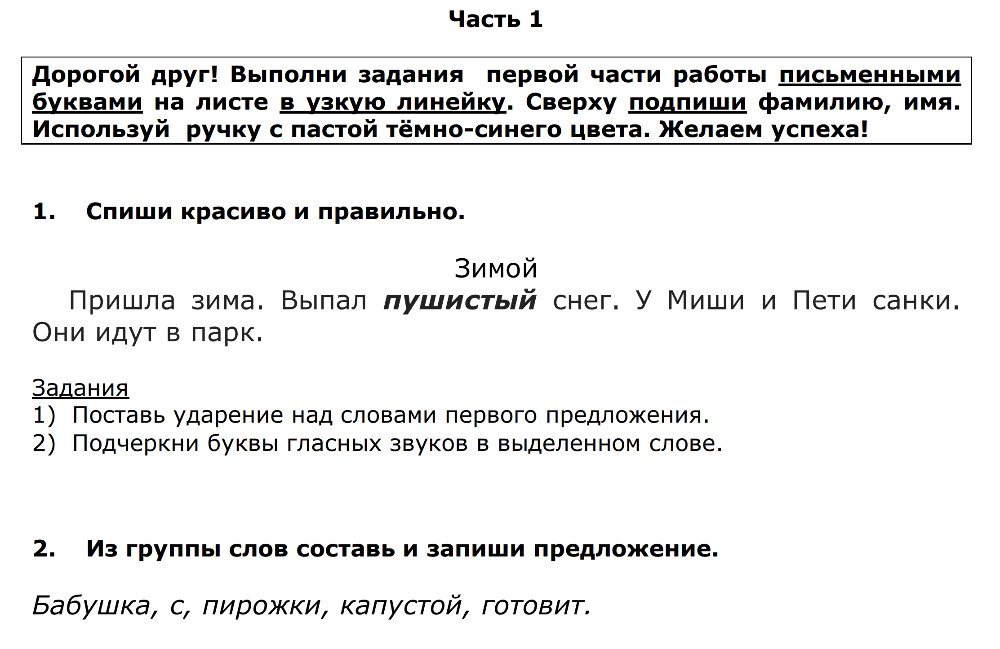 Часть 1
Дорогой друг! Выполни задания первой части работы письменными
буквами на листе в узкую линейку. Сверху подпиши фамилию, имя.
Используй ручку с пастой тёмно-синего цвета. Желаем успеха!
1. Спиши красиво и правильно.
Зимой
Пришла зима. Выпал пушистый снег. У Миши и Пети санки.
Они идут в парк.
Задания
1) Поставь ударение над словами первого предложения.
2) Подчеркни буквы гласных звуков в выделенном слове.
2. Из группы слов составь и запиши предложение.
Бабушка, с, пирожки, капустой, готовит.